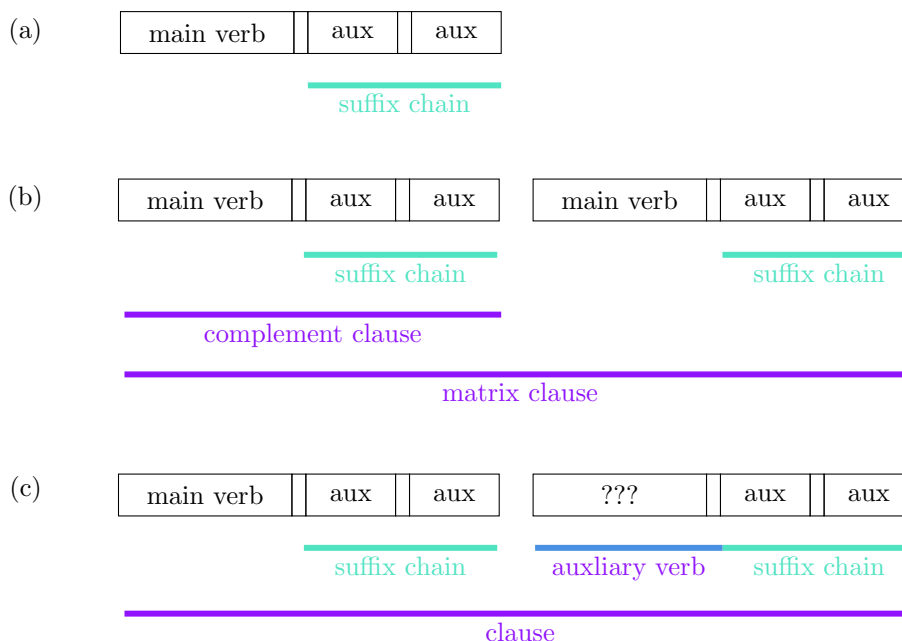 (a) main verb aux aux
suffix chain
(b) main verb aux aux main verb aux aux
suffix chain suffix chain
complement clause
matrix clause
(c) main verb aux aux ??? aux aux
suffix chain auxliary verb suffix chain
clause